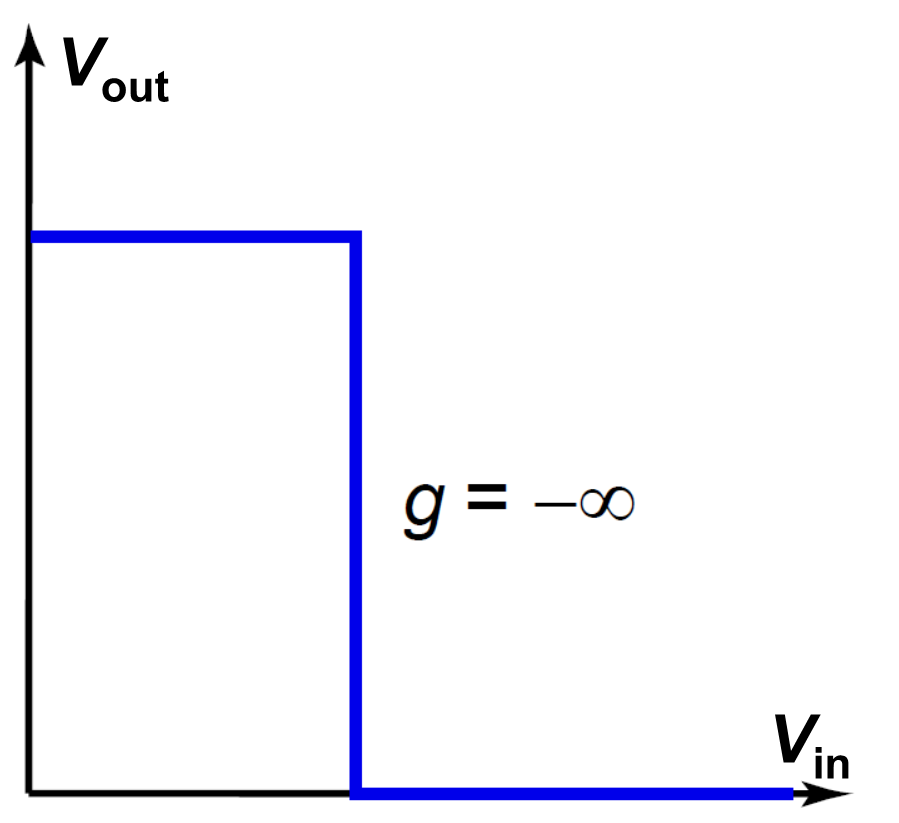 Vout
g = −∞
Vin